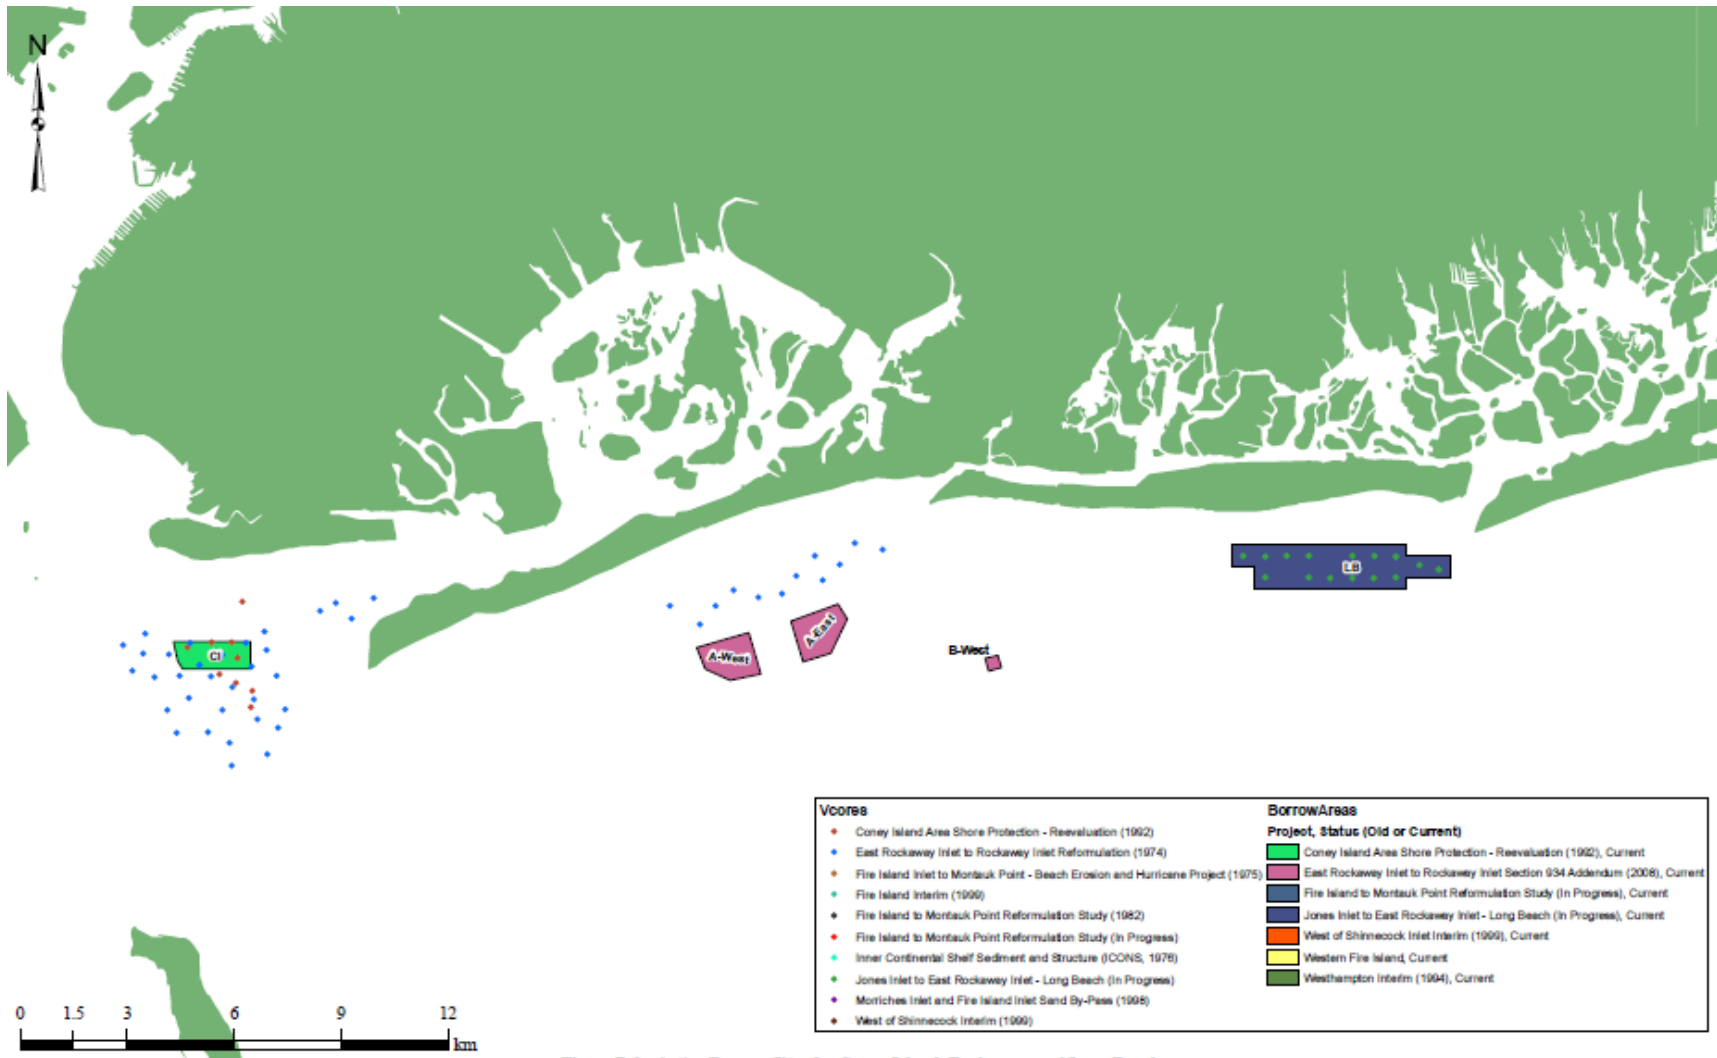 N
CI
A-West
A-East
B-West
LB
Vcores
Coney Island Area Shore Protection - Reevaluation (1992)
East Rockaway Inlet to Rockaway Inlet Reformulation (1974)
Fire Island Inlet to Montauk Point - Beach Erosion and Hurricane Project (1975)
Fire Island Interim (1999)
Fire Island to Montauk Point Reformulation Study (1982)
Fire Island to Montauk Point Reformulation Study (In Progress)
Inner Continental Shelf Sediment and Structure (ICONS, 1976)
Jones Inlet to East Rockaway Inlet - Long Beach (In Progress)
Morriches Inlet and Fire Island Inlet Sand By-Pass (1998)
West of Shinnecock Interim (1999)
BorrowAreas
Project, Status (Old or Current)
Coney Island Area Shore Protection - Reevaluation (1992), Current
East Rockaway Inlet to Rockaway Inlet Section 934 Addendum (2008), Current
Fire Island to Montauk Point Reformulation Study (In Progress), Current
Jones Inlet to East Rockaway Inlet - Long Beach (In Progress), Current
West of Shinnecock Inlet Interim (1999), Current
Western Fire Island, Current
Westhampton Interim (1994), Current
0 1.5 3 6 9 12
km